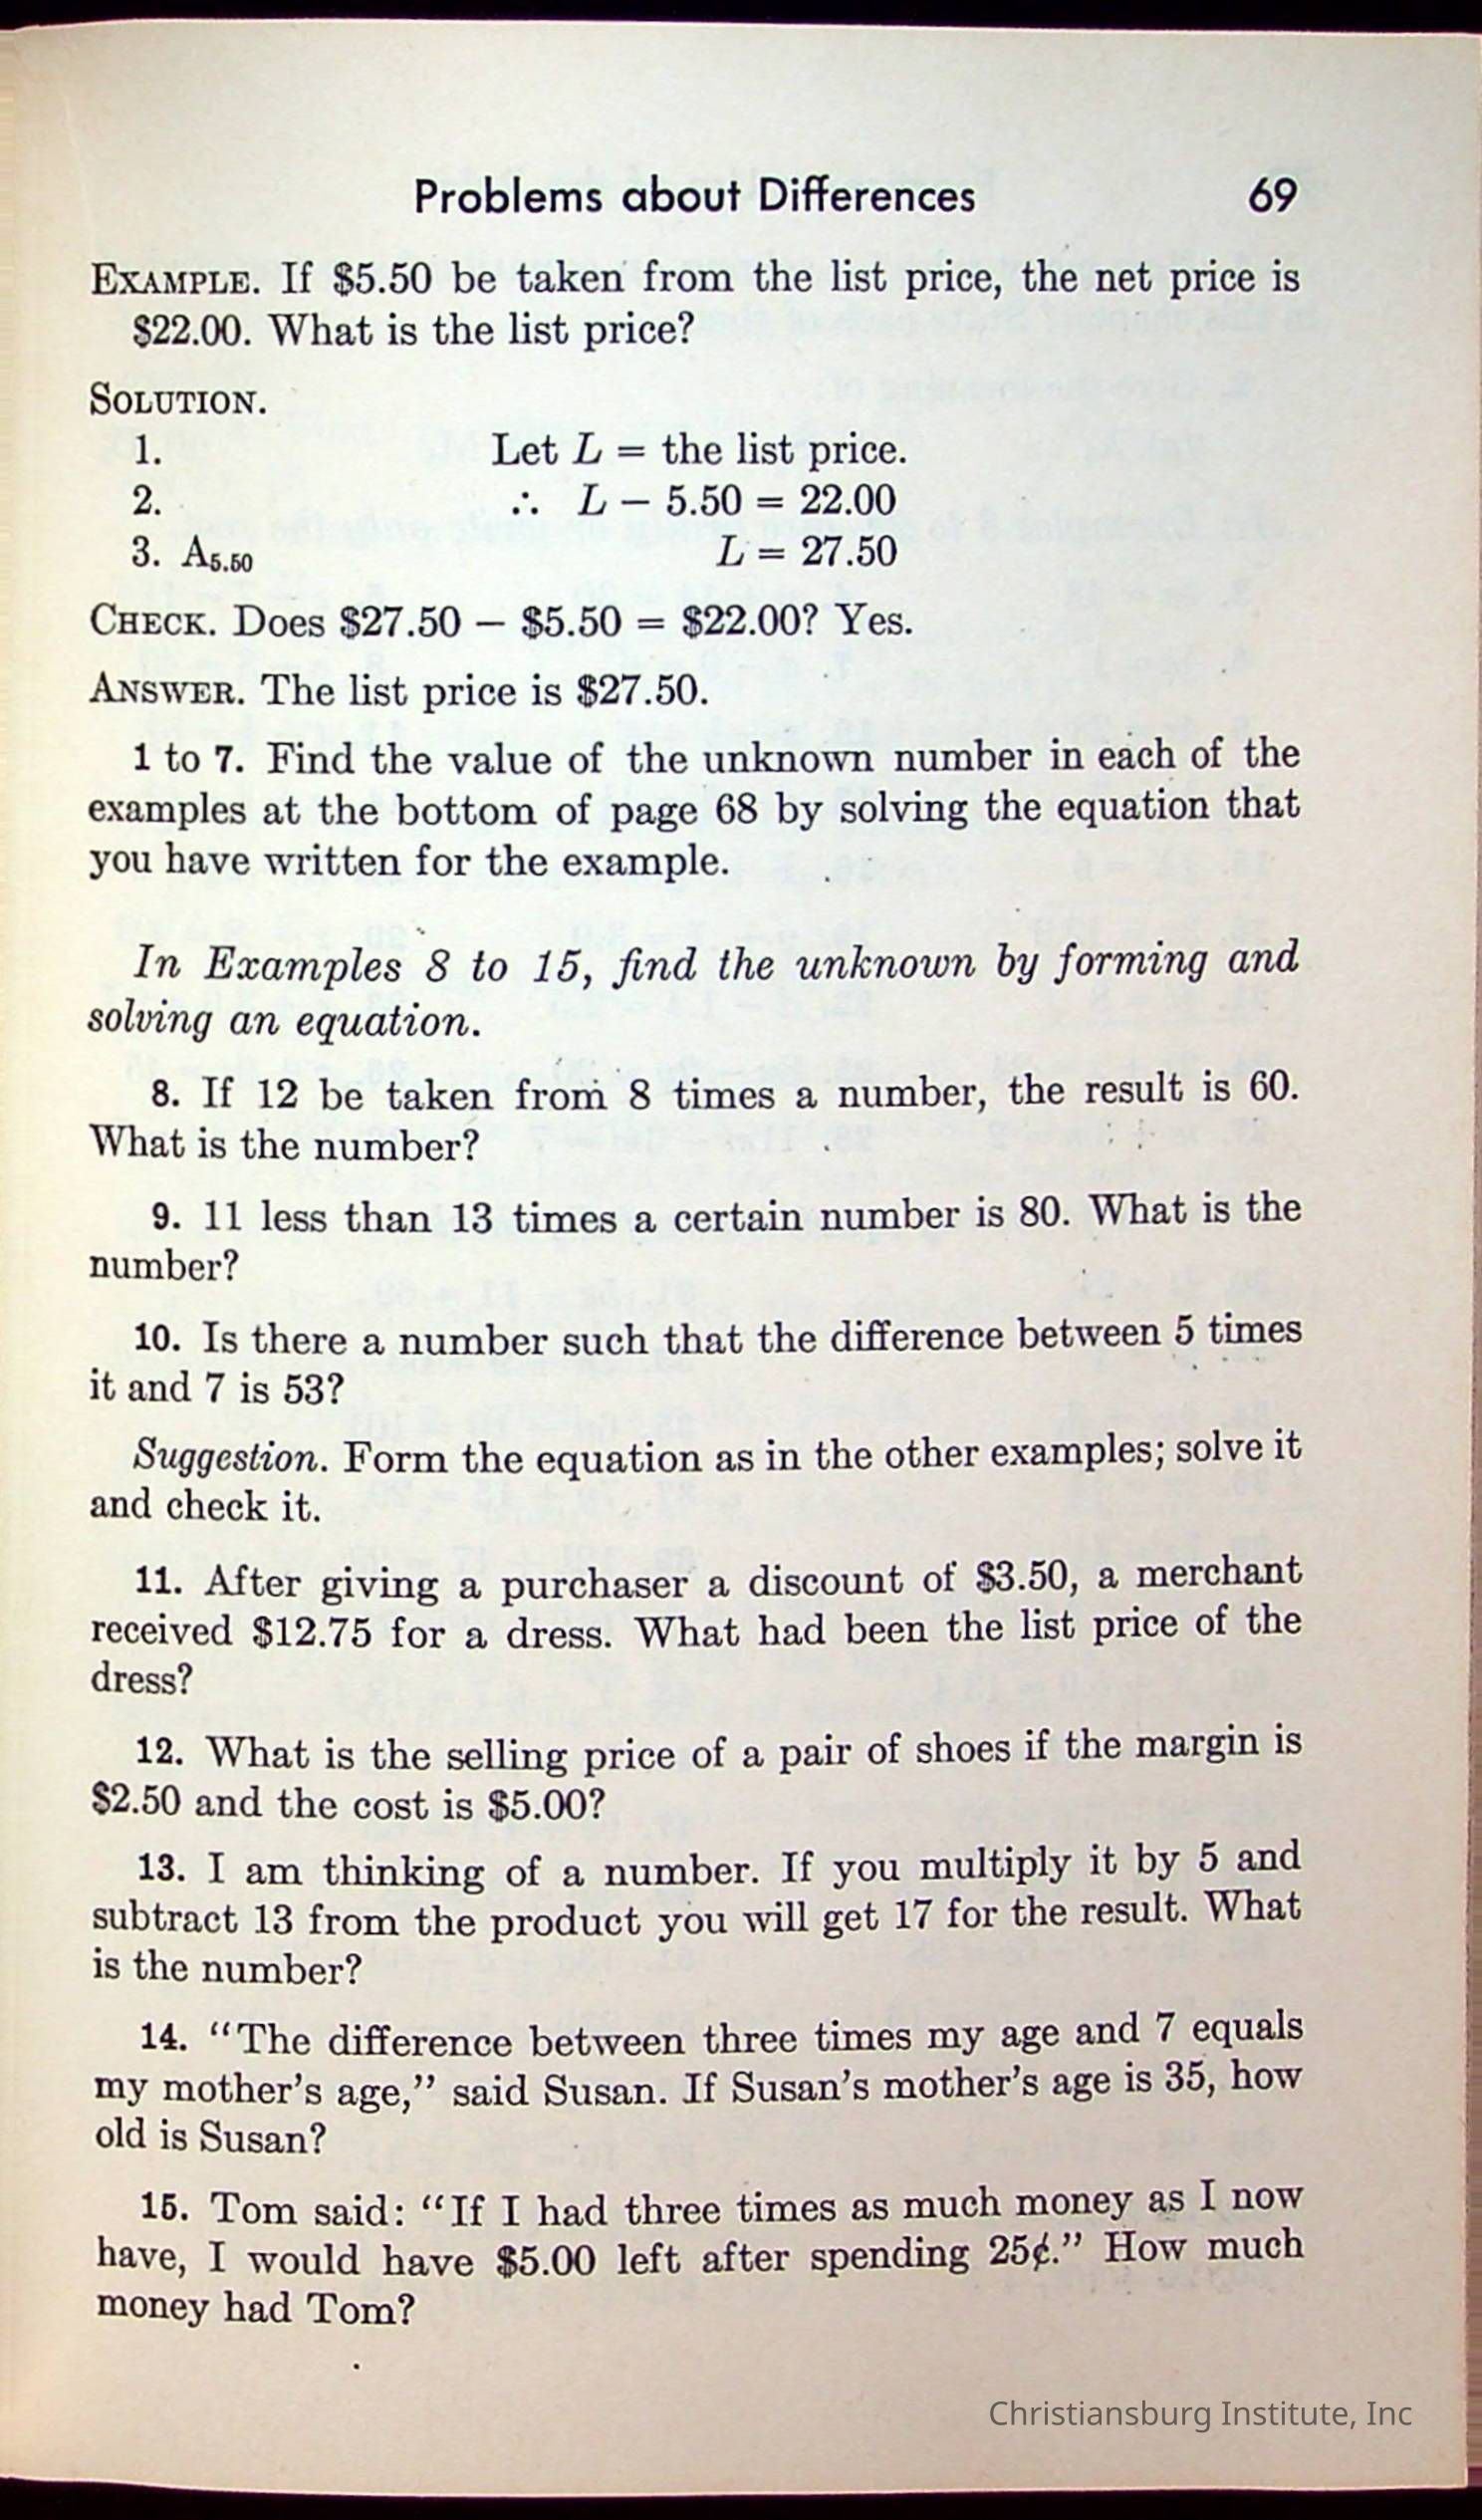 Problems about Differences 69
EXAMPLE. If $5.50 be taken from the list price, the net price is
$22.00. What is the list price?
SOLUTION.
1. Let L = the list price.
2. ∴ L − 5.50 = 22.00
3. A5.50 L = 27.50
CHECK. Does $27.50 − $5.50 = $22.00? Yes.
ANSWER. The list price is $27.50.
1 to 7. Find the value of the unknown number in each of the
examples at the bottom of page 68 by solving the equation that
you have written for the example.
In Examples 8 to 15, find the unknown by forming and
solving an equation.
8. If 12 be taken from 8 times a number, the result is 60.
What is the number?
9. 11 less than 13 times a certain number is 80. What is the
number?
10. Is there a number such that the difference between 5 times
it and 7 is 53?
Suggestion. Form the equation as in the other examples; solve it
and check it.
11. After giving a purchaser a discount of $3.50, a merchant
received $12.75 for a dress. What had been the list price of the
dress?
12. What is the selling price of a pair of shoes if the margin is
$2.50 and the cost is $5.00?
13. I am thinking of a number. If you multiply it by 5 and
subtract 13 from the product you will get 17 for the result. What
is the number?
14. “The difference between three times my age and 7 equals
my mother’s age,” said Susan. If Susan’s mother’s age is 35, how
old is Susan?
15. Tom said: “If I had three times as much money as I now
have, I would have $5.00 left after spending 25¢.” How much
money had Tom?
Christiansburg Institute, Inc